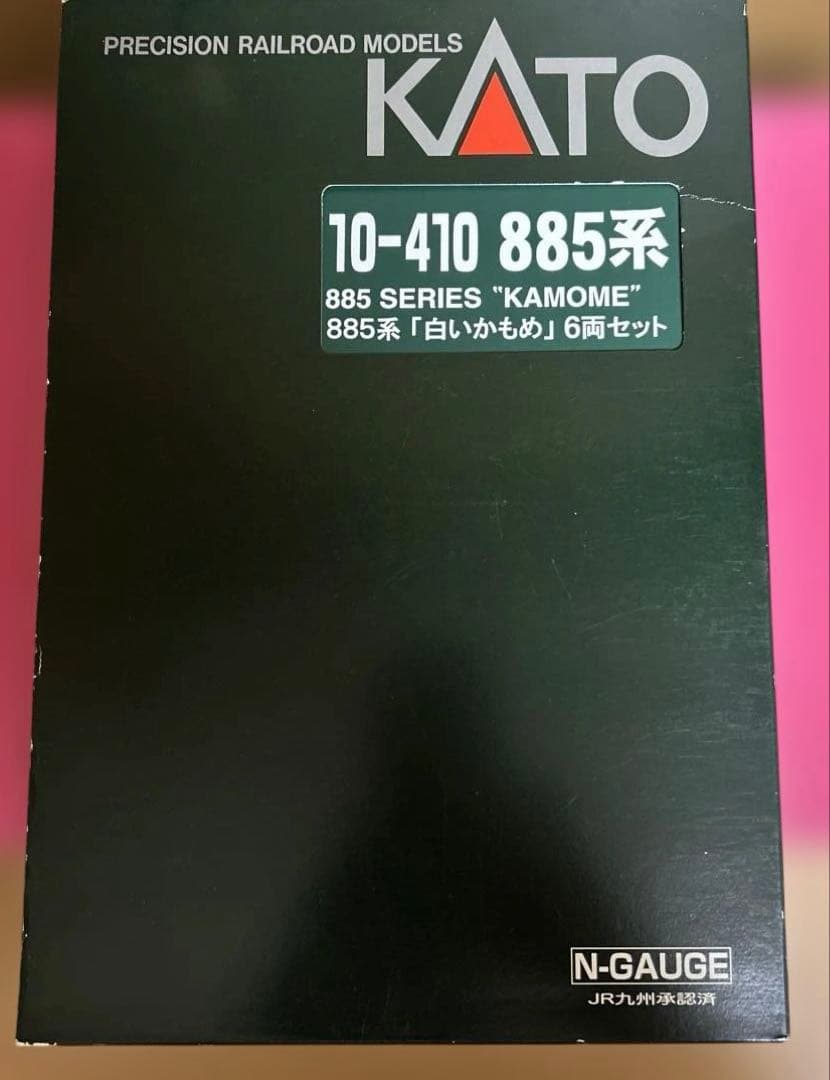 PRECISION RAILROAD MODELS
KATO
10-410 885系
885 SERIES "KAMOME"
885系「白いかもめ」6両セット
N-GAUGE
JR九州承認済